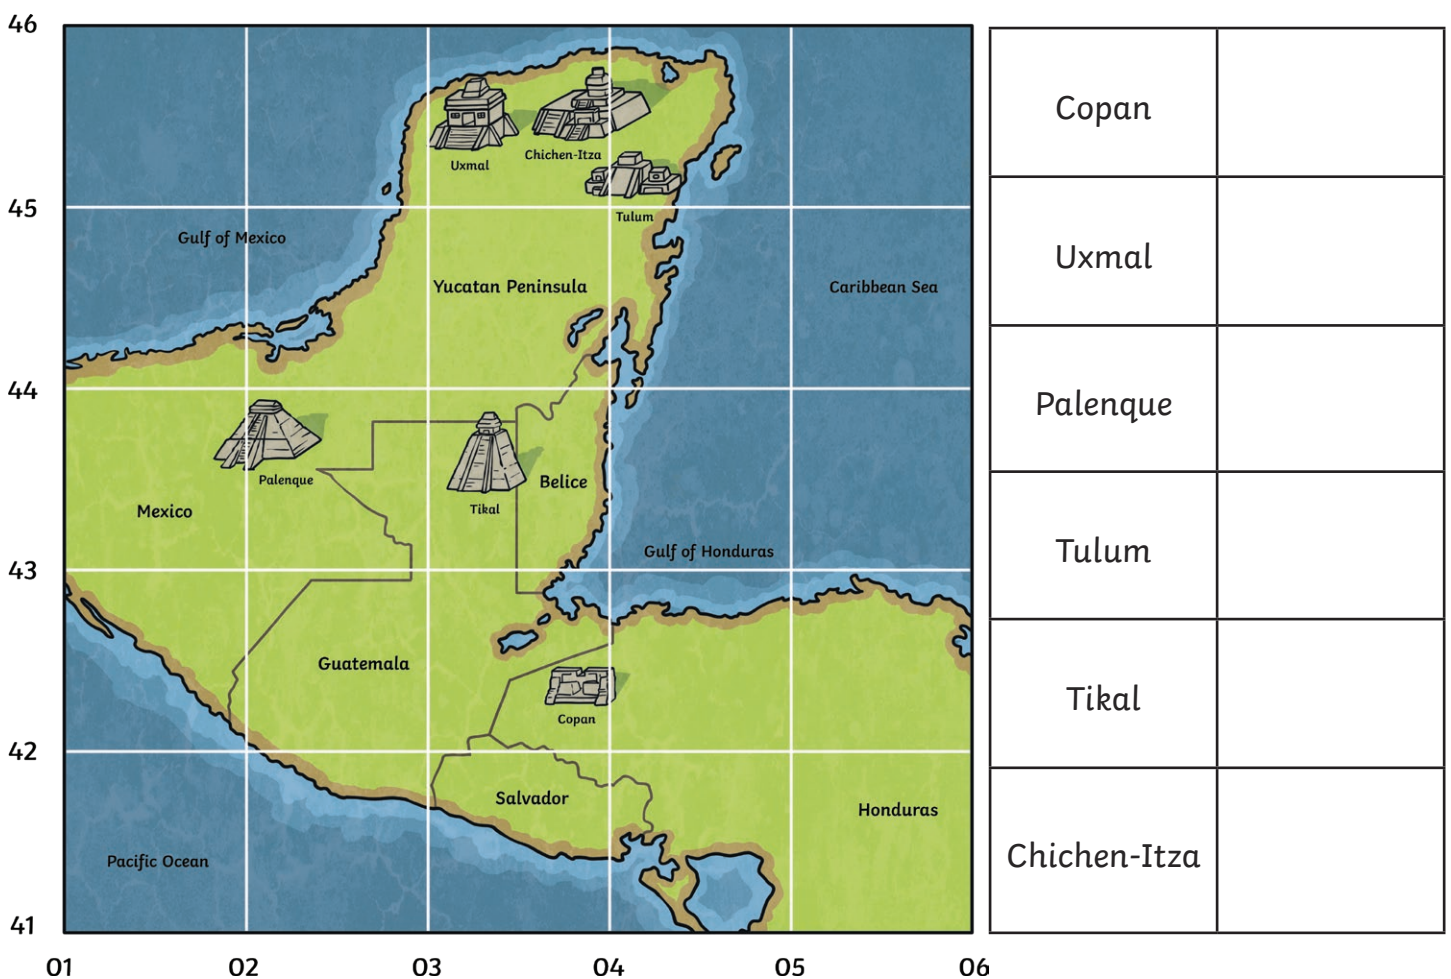 46
Uxmal
Chichen-Itza
45
Tulum
Gulf of Mexico
Yucatan Peninsula
Caribbean Sea
44
Palenque
Tikal
Belice
Mexico
Gulf of Honduras
43
Guatemala
Copan
42
Salvador
Honduras
Pacific Ocean
41
01 02 03 04 05 06
Copan
Uxmal
Palenque
Tulum
Tikal
Chichen-Itza